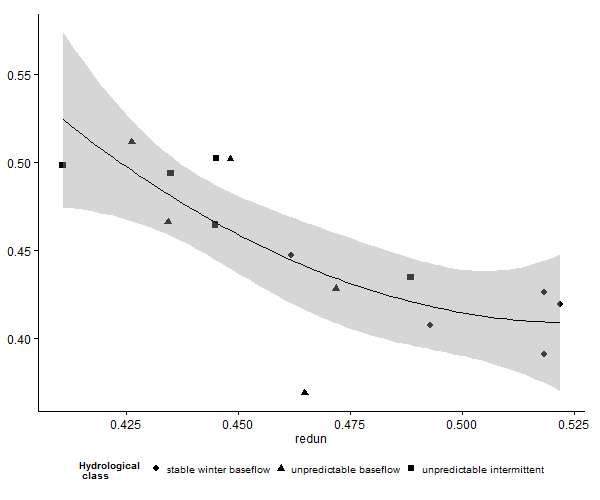 0.55
0.50
0.45
0.40
0.425 0.450 0.475 0.500 0.525
redun
Hydrological
class
stable winter baseflow unpredictable baseflow unpredictable intermittent